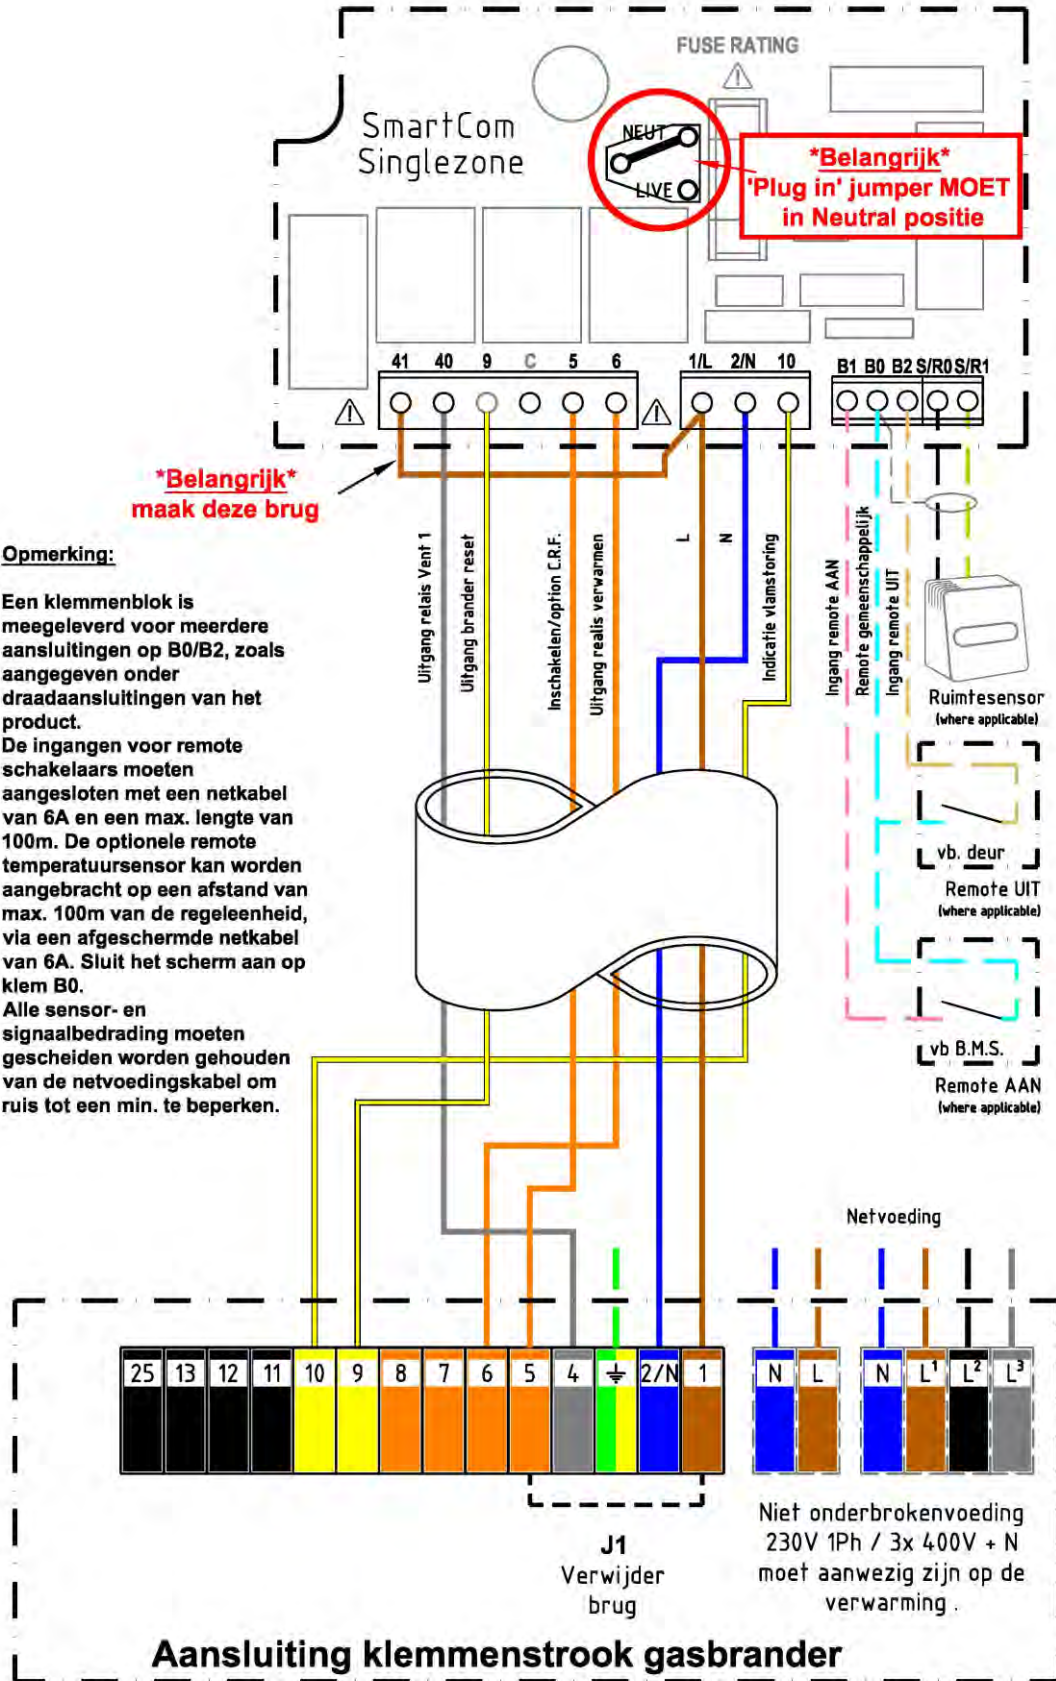 FUSE RATING
SmartCom
Singlezone
NEUT
LIVE
*Belangrijk*
'Plug in' jumper MOET
in Neutral positie
41 40 9 C 5 6 1/L 2/N 10 B1 B0 B2 S/R0 S/R1
*Belangrijk*
maak deze brug
Opmerking:
Een klemmenblok is
meegeleverd voor meerdere
aansluitingen op B0/B2, zoals
aangegeven onder
draadaansluitingen van het
product.
De ingangen voor remote
schakelaars moeten
aangesloten met een netkabel
van 6A en een max. lengte van
100m. De optionele remote
temperatuursensor kan worden
aangebracht op een afstand van
max. 100m van de regeleenheid,
via een afgeschermde netkabel
van 6A. Sluit het scherm aan op
klem B0.
Alle sensor- en
signaalbedrading moeten
gescheiden worden gehouden
van de netvoedingskabel om
ruis tot een min. te beperken.
Uitgang relais Vent 1
Uitgang brander reset
Inschakelen/option C.R.F.
Uitgang realis verwarmen
L
N
Indicatie vlamstoring
Ingang remote AAN
Remote gemeenschappelijk
Ingang remote UIT
Ruimtesensor
(where applicable)
vb. deur
Remote UIT
(where applicable)
vb B.M.S.
Remote AAN
(where applicable)
Netvoeding
25 13 12 11 10 9 8 7 6 5 4 2/N 1 N L N L¹ L² L³
J1
Verwijder
brug
Niet onderbrokenvoeding
230V 1Ph / 3x 400V + N
moet aanwezig zijn op de
verwarming .
Aansluiting klemmenstrook gasbrander